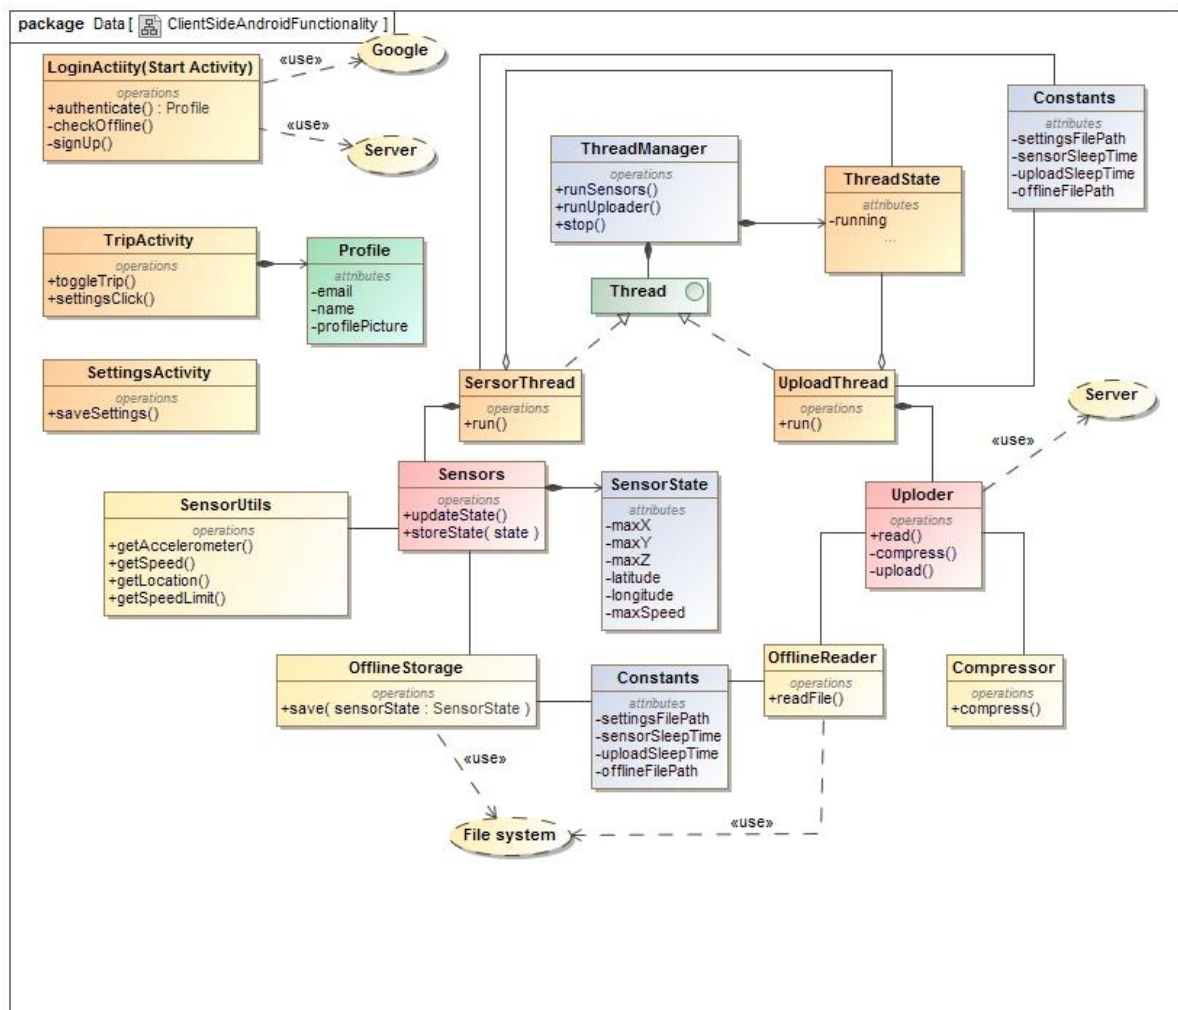 package Data [ ClientSideAndroidFunctionality ]
LoginActiity(Start Activity)
operations
+authenticate() : Profile
-checkOffline()
-signUp()
«use»
Google
«use»
Server
TripActivity
operations
+toggleTrip()
+settingsClick()
Profile
attributes
-email
-name
-profilePicture
SettingsActivity
operations
+saveSettings()
ThreadManager
operations
+runSensors()
+runUploader()
+stop()
ThreadState
attributes
-running
...
Constants
attributes
-settingsFilePath
-sensorSleepTime
-uploadSleepTime
-offlineFilePath
Thread
SersorThread
operations
+run()
UploadThread
operations
+run()
Server
«use»
Sensors
operations
+updateState()
+storeState( state )
SensorState
attributes
-maxX
-maxY
-maxZ
-latitude
-longitude
-maxSpeed
SensorUtils
operations
+getAccelerometer()
+getSpeed()
+getLocation()
+getSpeedLimit()
Uploder
operations
+read()
-compress()
-upload()
OfflineStorage
operations
+save( sensorState : SensorState )
Constants
attributes
-settingsFilePath
-sensorSleepTime
-uploadSleepTime
-offlineFilePath
OfflineReader
operations
+readFile()
Compressor
operations
+compress()
«use»
«use»
File system